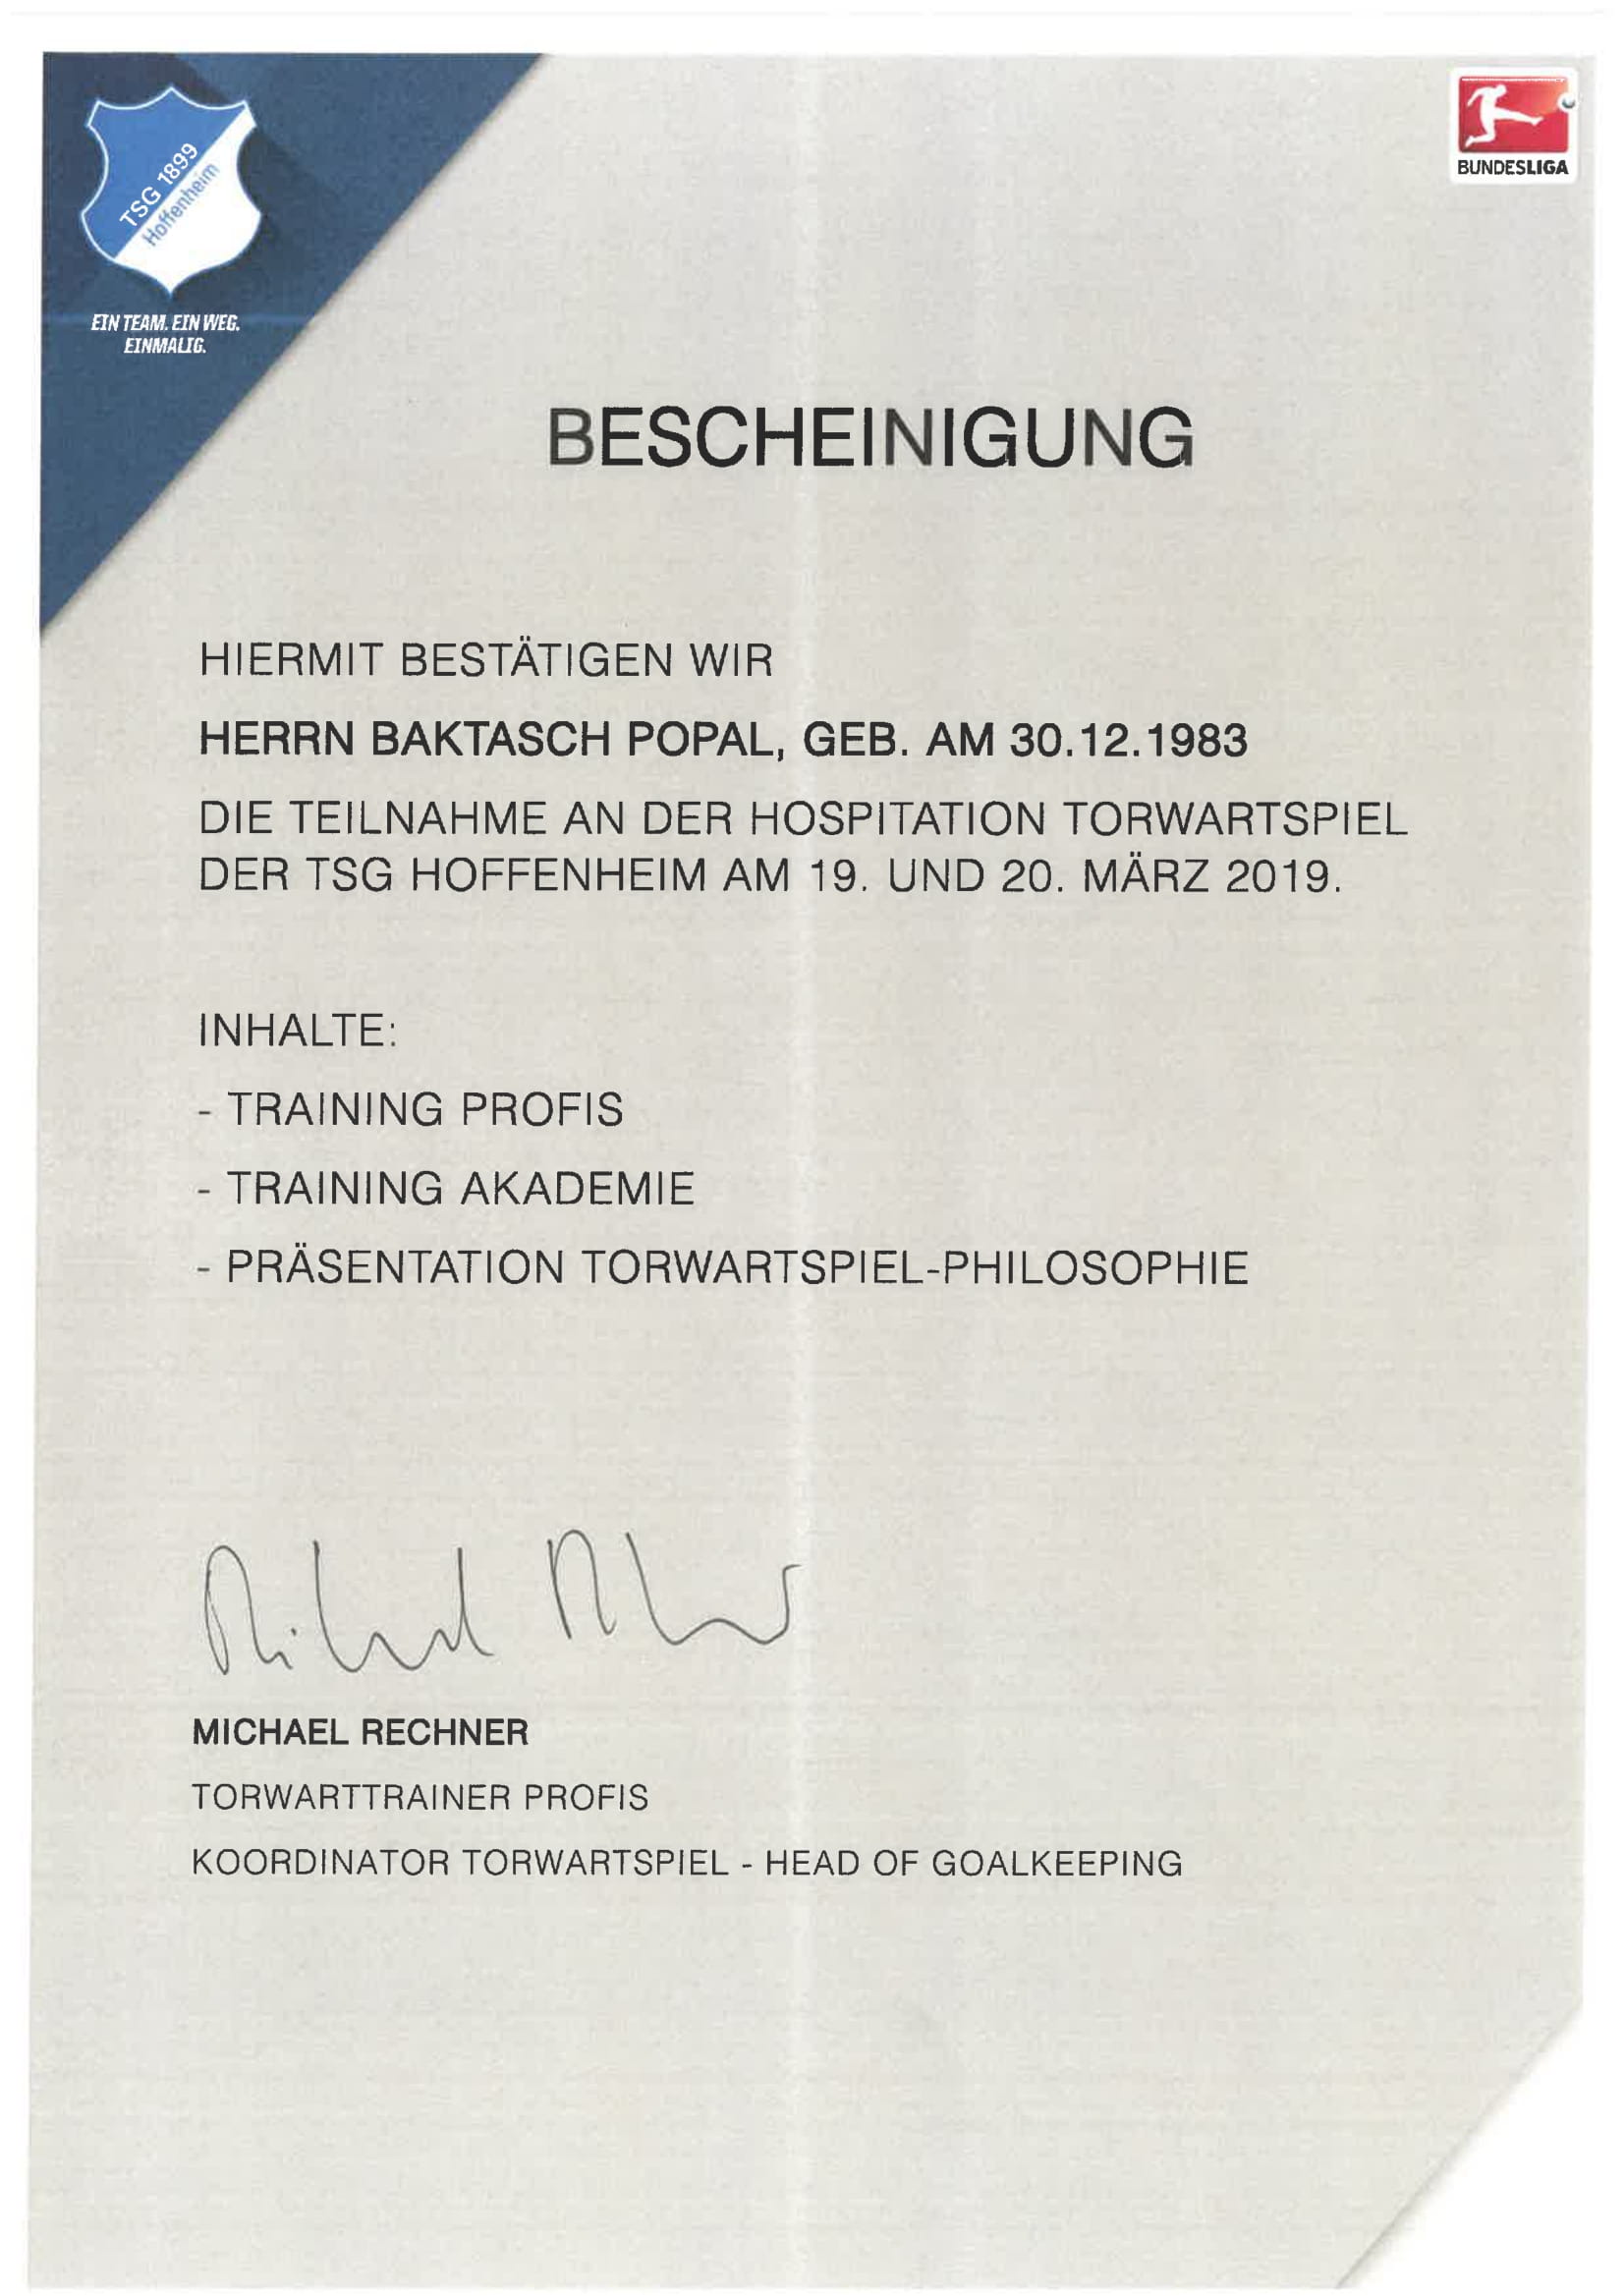 TSG 1899
Hoffenheim
EIN TEAM. EIN WEG.
EINMALIG.
BUNDESLIGA
BESCHEINIGUNG
HIERMIT BESTÄTIGEN WIR
HERRN BAKTASCH POPAL, GEB. AM 30.12.1983
DIE TEILNAHME AN DER HOSPITATION TORWARTSPIEL
DER TSG HOFFENHEIM AM 19. UND 20. MÄRZ 2019.
INHALTE:
- TRAINING PROFIS
- TRAINING AKADEMIE
- PRÄSENTATION TORWARTSPIEL-PHILOSOPHIE
MICHAEL RECHNER
TORWARTTRAINER PROFIS
KOORDINATOR TORWARTSPIEL - HEAD OF GOALKEEPING